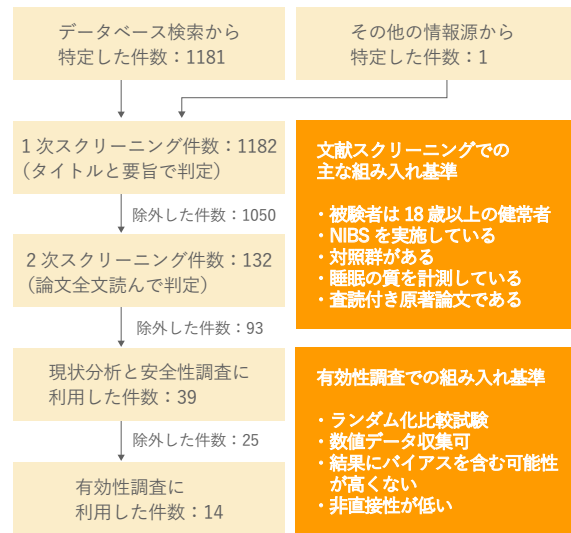 データベース検索から
特定した件数：1181
その他の情報源から
特定した件数：1
1 次スクリーニング件数：1182
（タイトルと要旨で判定）
除外した件数：1050
2 次スクリーニング件数：132
（論文全文読んで判定）
除外した件数：93
現状分析と安全性調査に
利用した件数：39
除外した件数：25
有効性調査に
利用した件数：14
文献スクリーニングでの
主な組み入れ基準
・被験者は 18 歳以上の健常者
・NIBS を実施している
・対照群がある
・睡眠の質を計測している
・査読付き原著論文である
有効性調査での組み入れ基準
・ランダム化比較試験
・数値データ収集可
・結果にバイアスを含む可能性
が高くない
・非直接性が低い